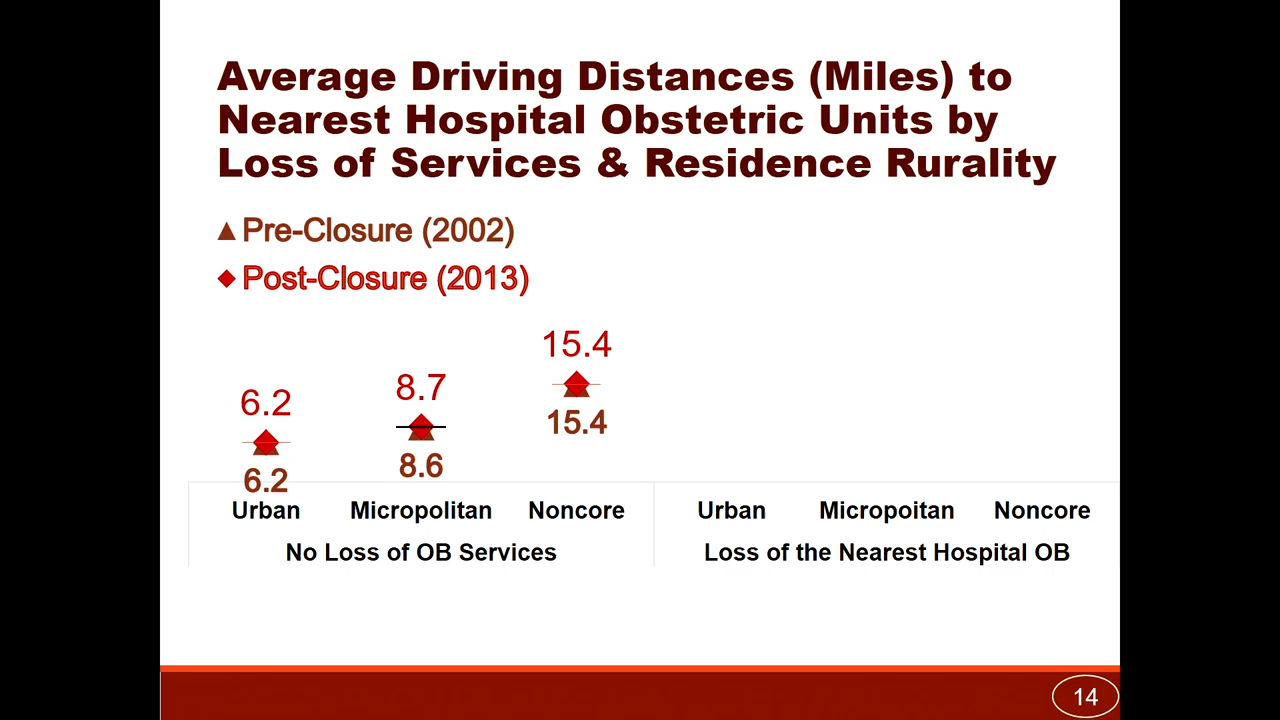 Average Driving Distances (Miles) to
Nearest Hospital Obstetric Units by
Loss of Services & Residence Rurality
Pre-Closure (2002)
Post-Closure (2013)
15.4
8.7
6.2
15.4
8.6
6.2
Urban Micropolitan Noncore Urban Micropoitan Noncore
No Loss of OB Services Loss of the Nearest Hospital OB
14